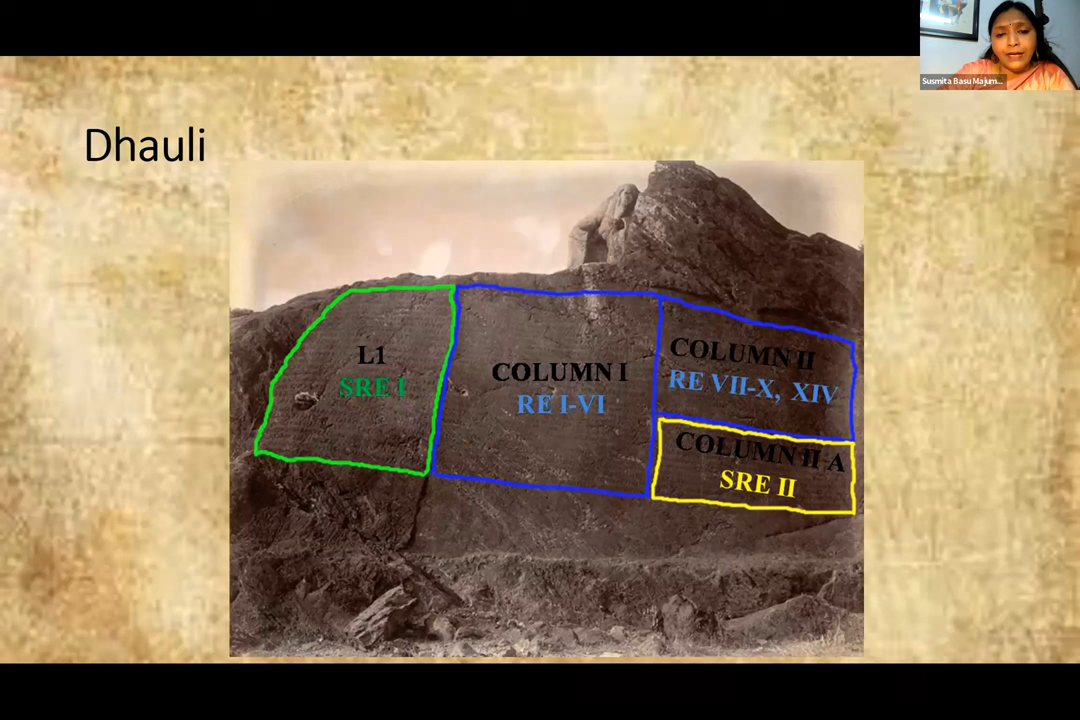 Susmita Basu Majum...
Dhauli
L1
SRE I
COLUMN I
RE I-VI
COLUMN II
RE VII-X, XIV
COLUMN II A
SRE II